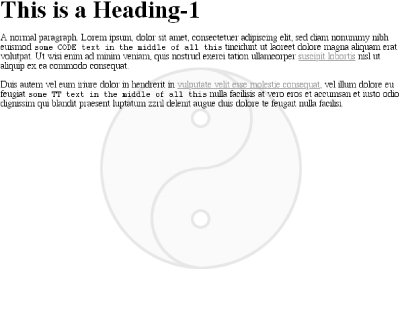 This is a Heading-1
A normal paragraph. Lorem ipsum, dolor sit amet, consectetuer adipiscing elit, sed diam nonummy nibh
euismod some CODE text in the middle of all this tincidunt ut laoreet dolore magna aliquam erat
volutpat. Ut wisi enim ad minim veniam, quis nostrud exerci tation ullamcorper suscipit lobortis nisl ut
aliquip ex ea commodo consequat.
Duis autem vel eum iriure dolor in hendrerit in vulputate velit esse molestie consequat, vel illum dolore eu
feugiat some TT text in the middle of all this nulla facilisis at vero eros et accumsan et iusto odio
dignissim qui blandit praesent luptatum zzril delenit augue duis dolore te feugait nulla facilisi.